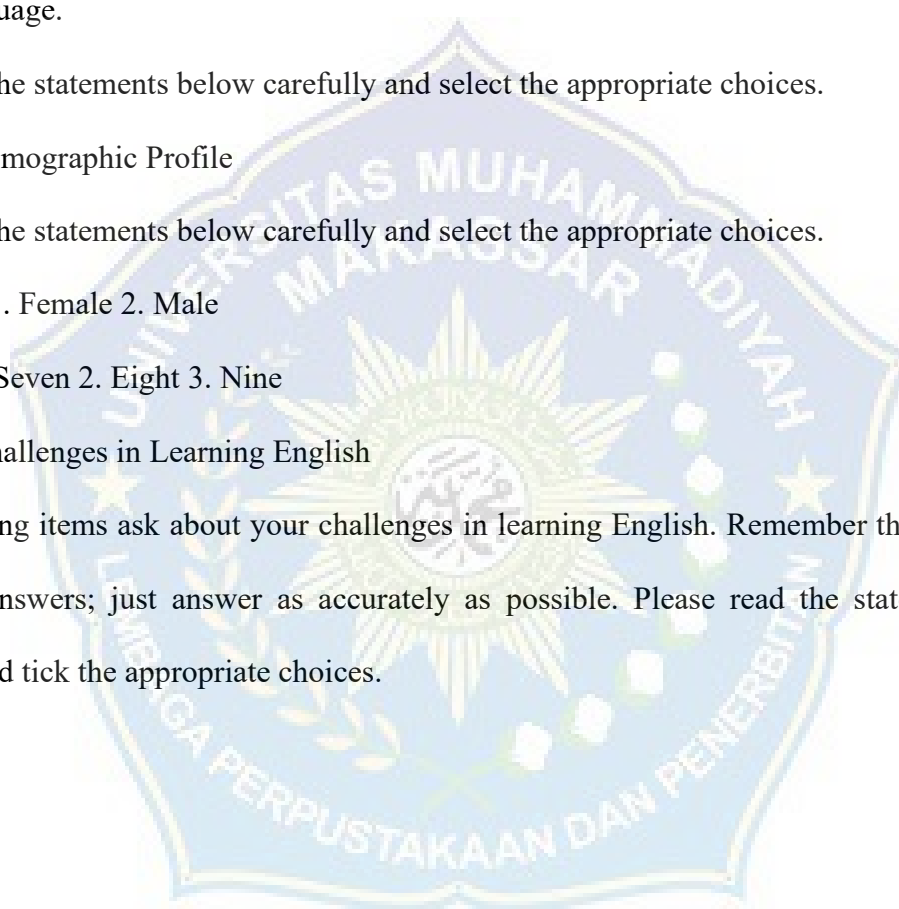 uage.
he statements below carefully and select the appropriate choices.
mographic Profile
he statements below carefully and select the appropriate choices.
. Female 2. Male
Seven 2. Eight 3. Nine
hallenges in Learning English
ng items ask about your challenges in learning English. Remember th
nswers; just answer as accurately as possible. Please read the stat
d tick the appropriate choices.
UNIVERSITAS MUHAMMADIYAH
MAKASSAR
LEMBAGA PERPUSTAKAAN DAN PENERBITAN